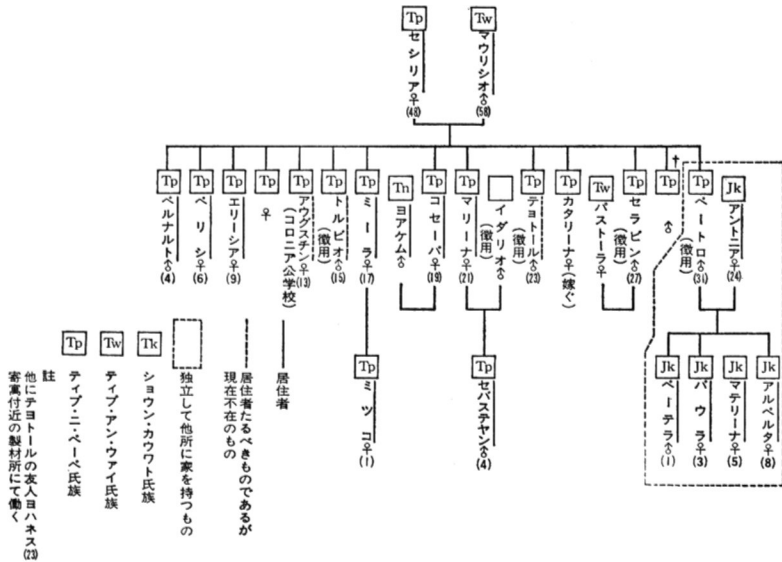 Tw
マウリシオ♂(58)
Tp
セシリア♀(48)
Jk
アントニア♀(24)
Tp
ペートロ♂(31)
(徴用)
†
Tp
♂
Tp
セラピン♂(27)
(徴用)
Tw
パストーラ♀
Tp
カタリーナ♀(嫁ぐ)
Tp
テョトール♂(23)
(徴用)
イダリオ♂
(徴用)
Tp
マリーナ♀(21)
Tp
コセーパ♀(19)
Tn
ヨアケム♂
Tp
ミーラ♀(17)
Tp
トルビオ♂(15)
(徴用)
Tp
アウグスチン♀(13)
(コロニア公学校)
Tp
♀
Tp
エリーシア♀(9)
Tp
ペリシ♀(6)
Tp
ベルナルト♂(4)
Jk
アルベルタ♀(8)
Jk
マテリーナ♀(5)
Jk
パウラ♀(3)
Jk
ペーテラ♂(1)
Tp
セバステヤン♂(4)
Tp
ミツコ♀(1)
居住者
居住者たるべきものであるが
現在不在のもの
独立して他所に家を持つもの
Tk
ショウン・カウワト氏族
Tw
ティブ・アン・ウァイ氏族
Tp
ティブ・ニ・ペーペ氏族
註
他にテヨトールの友人ヨハネス(23)
寄寓付近の製材所にて働く